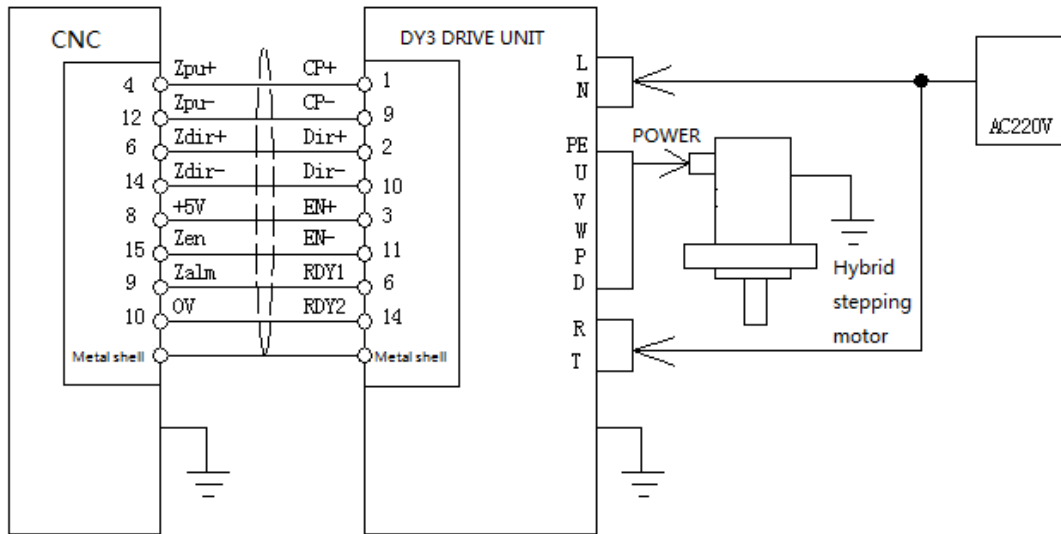 CNC
DY3 DRIVE UNIT
4 Zpu+ CP+ 1
12 Zpu- CP- 9
6 Zdir+ Dir+ 2
14 Zdir- Dir- 10
8 +5V EN+ 3
15 Zen EN- 11
9 Zalm RDY1 6
10 0V RDY2 14
Metal shell Metal shell
L
N
PE
U
V
W
P
D
R
T
POWER
Hybrid
stepping
motor
AC220V